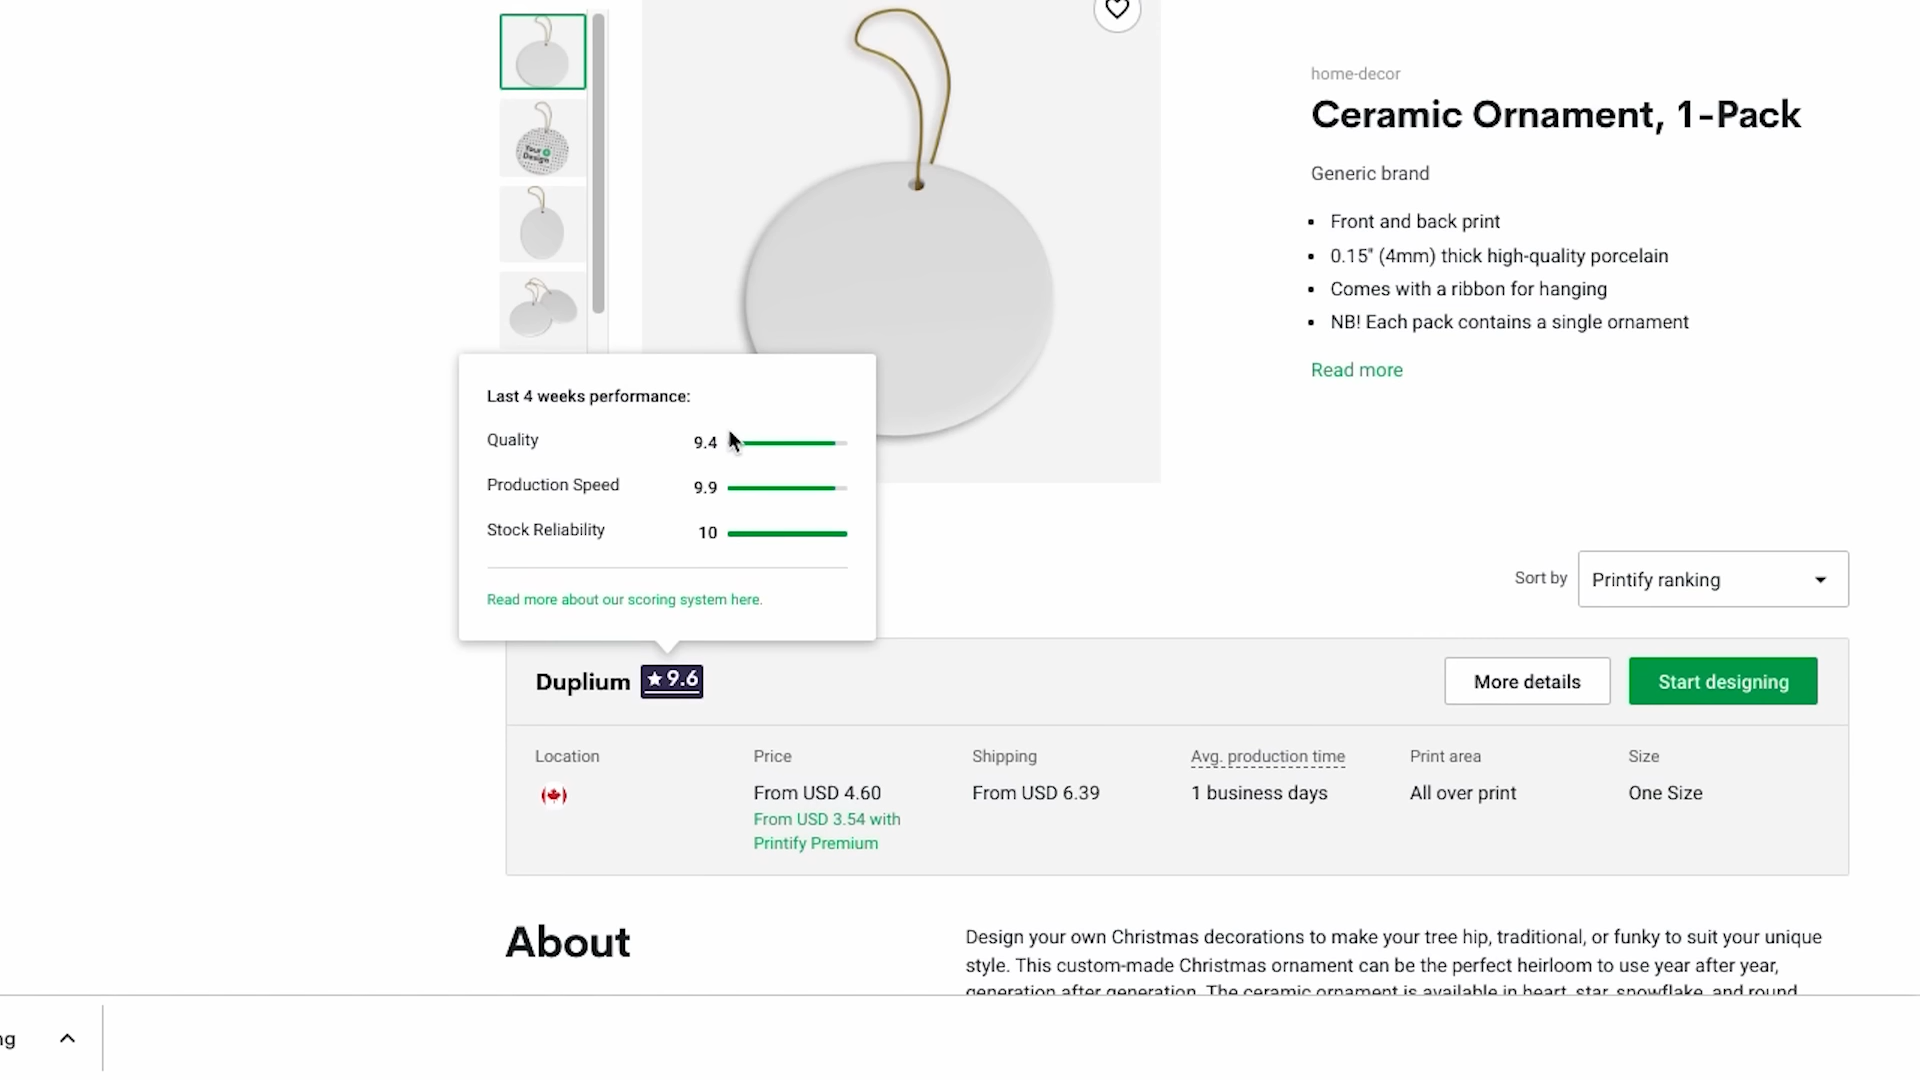 Your
Design
home-decor
Ceramic Ornament, 1-Pack
Generic brand
Front and back print
0.15" (4mm) thick high-quality porcelain
Comes with a ribbon for hanging
NB! Each pack contains a single ornament
Read more
Last 4 weeks performance:
Quality 9.4
Production Speed 9.9
Stock Reliability 10
Read more about our scoring system here.
Sort by Printify ranking
Duplium ★ 9.6 More details Start designing
Location Price Shipping Avg. production time Print area Size
From USD 4.60 From USD 6.39 1 business days All over print One Size
From USD 3.54 with
Printify Premium
About
Design your own Christmas decorations to make your tree hip, traditional, or funky to suit your unique
style. This custom-made Christmas ornament can be the perfect heirloom to use year after year,
generation after generation. The ceramic ornament is available in heart, star, snowflake, and round
ng